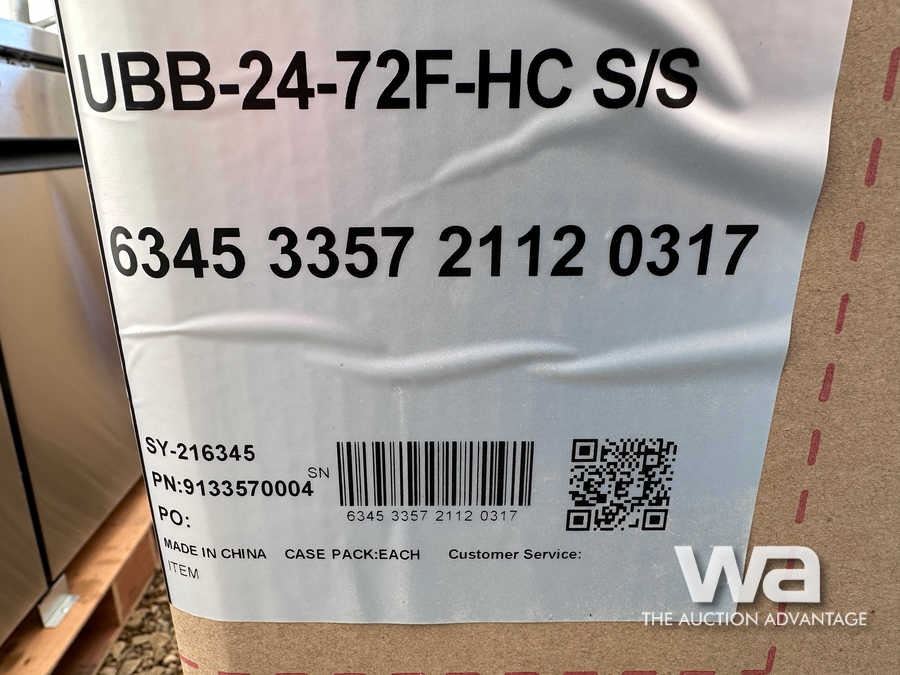 UBB-24-72F-HC S/S
6345 3357 2112 0317
SY-216345
PN:9133570004
SN
6345 3357 2112 0317
PO:
MADE IN CHINA CASE PACK:EACH Customer Service:
ITEM
wa
THE AUCTION ADVANTAGE